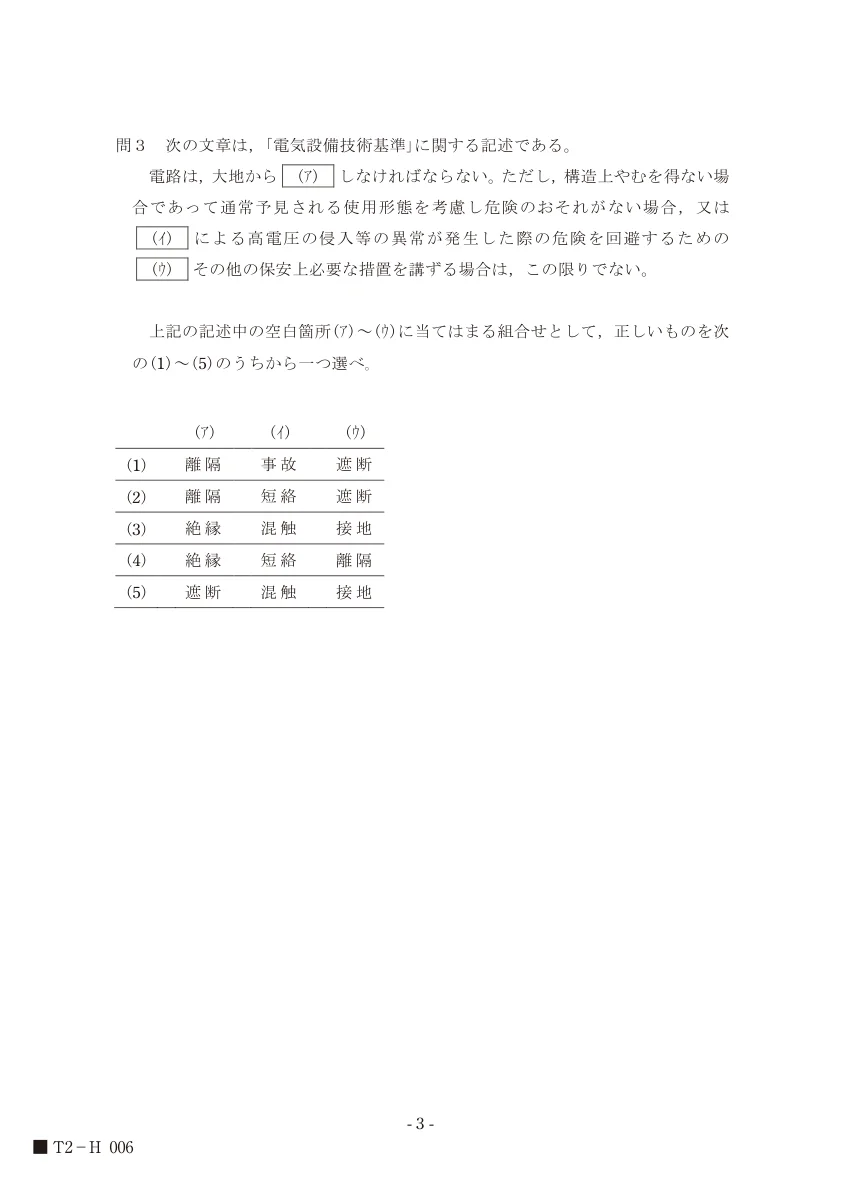 問３　次の文章は，「電気設備技術基準」に関する記述である。
電路は，大地から (ｱ) しなければならない。ただし，構造上やむを得ない場
合であって通常予見される使用形態を考慮し危険のおそれがない場合，又は
(ｲ) による高電圧の侵入等の異常が発生した際の危険を回避するための
(ｳ) その他の保安上必要な措置を講ずる場合は，この限りでない。
上記の記述中の空白箇所(ｱ)～(ｳ)に当てはまる組合せとして，正しいものを次
の(1)～(5)のうちから一つ選べ。
(ｱ) (ｲ) (ｳ)
(1) 離隔 事故 遮断
(2) 離隔 短絡 遮断
(3) 絶縁 混触 接地
(4) 絶縁 短絡 離隔
(5) 遮断 混触 接地
- 3 -
■ T2－H 006